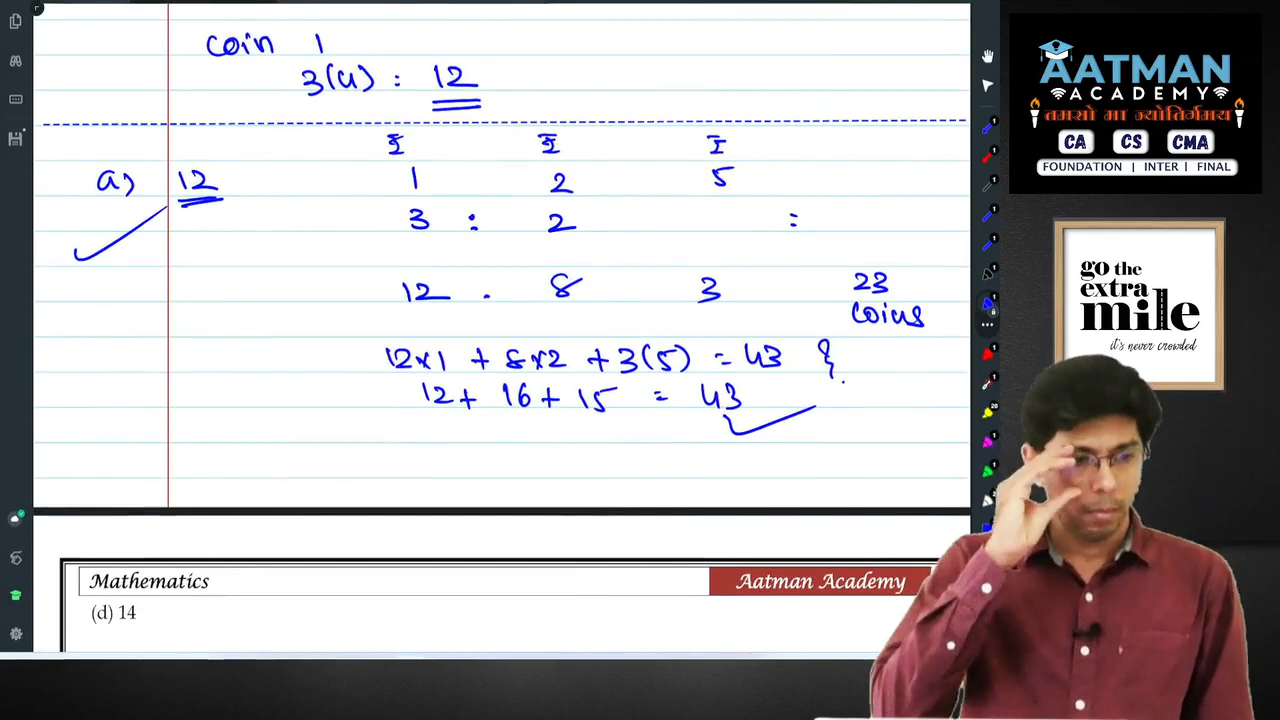 coin 1
3(4) : 12
₹ ₹ ₹
a) 12 1 2 5
3 : 2 =
12 . 8 3 23
coins
12×1 + 8×2 + 3(5) = 43 }
12 + 16 + 15 = 43
Mathematics Aatman Academy
(d) 14
AATMAN
ACADEMY
तमसो मा ज्योतिर्गमय
CA CS CMA
FOUNDATION | INTER | FINAL
go the
extra
mile
it's never crowded